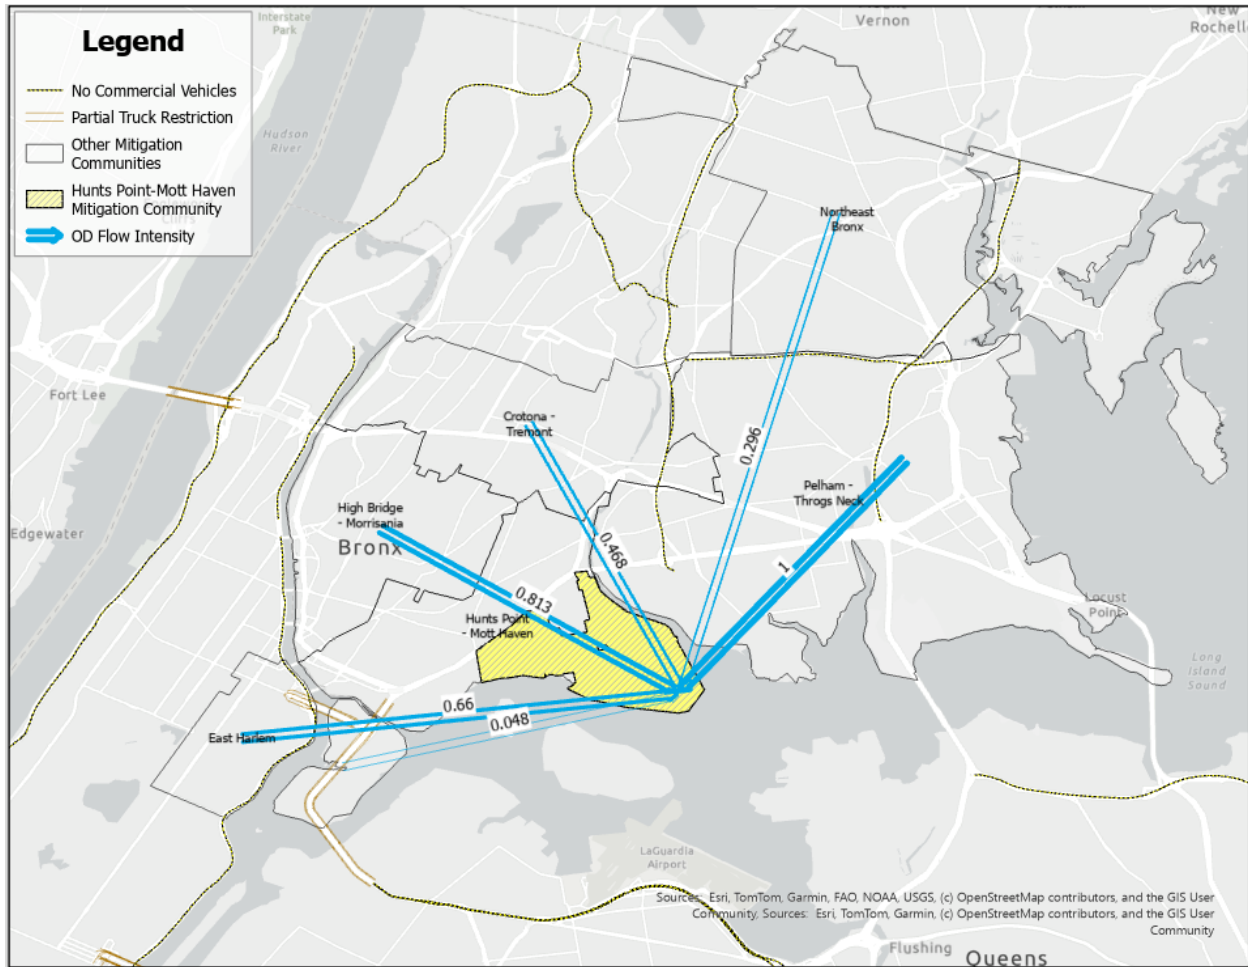 Legend
No Commercial Vehicles
Partial Truck Restriction
Other Mitigation
Communities
Hunts Point-Mott Haven
Mitigation Community
OD Flow Intensity
Interstate
Park
Hudson
River
Vernon
New
Rochelle
Northeast
Bronx
Fort Lee
Crotona -
Tremont
0.296
Pelham -
Throgs Neck
High Bridge
- Morrisania
Bronx
Edgewater
0.468
1
0.813
Hunts Point
- Mott Haven
Locust
Point
Long
Island
Sound
0.66
0.048
East Harlem
LaGuardia
Airport
Sources: Esri, TomTom, Garmin, FAO, NOAA, USGS, (c) OpenStreetMap contributors, and the GIS User
Community, Sources: Esri, TomTom, Garmin, (c) OpenStreetMap contributors, and the GIS User
Community
Flushing
Queens